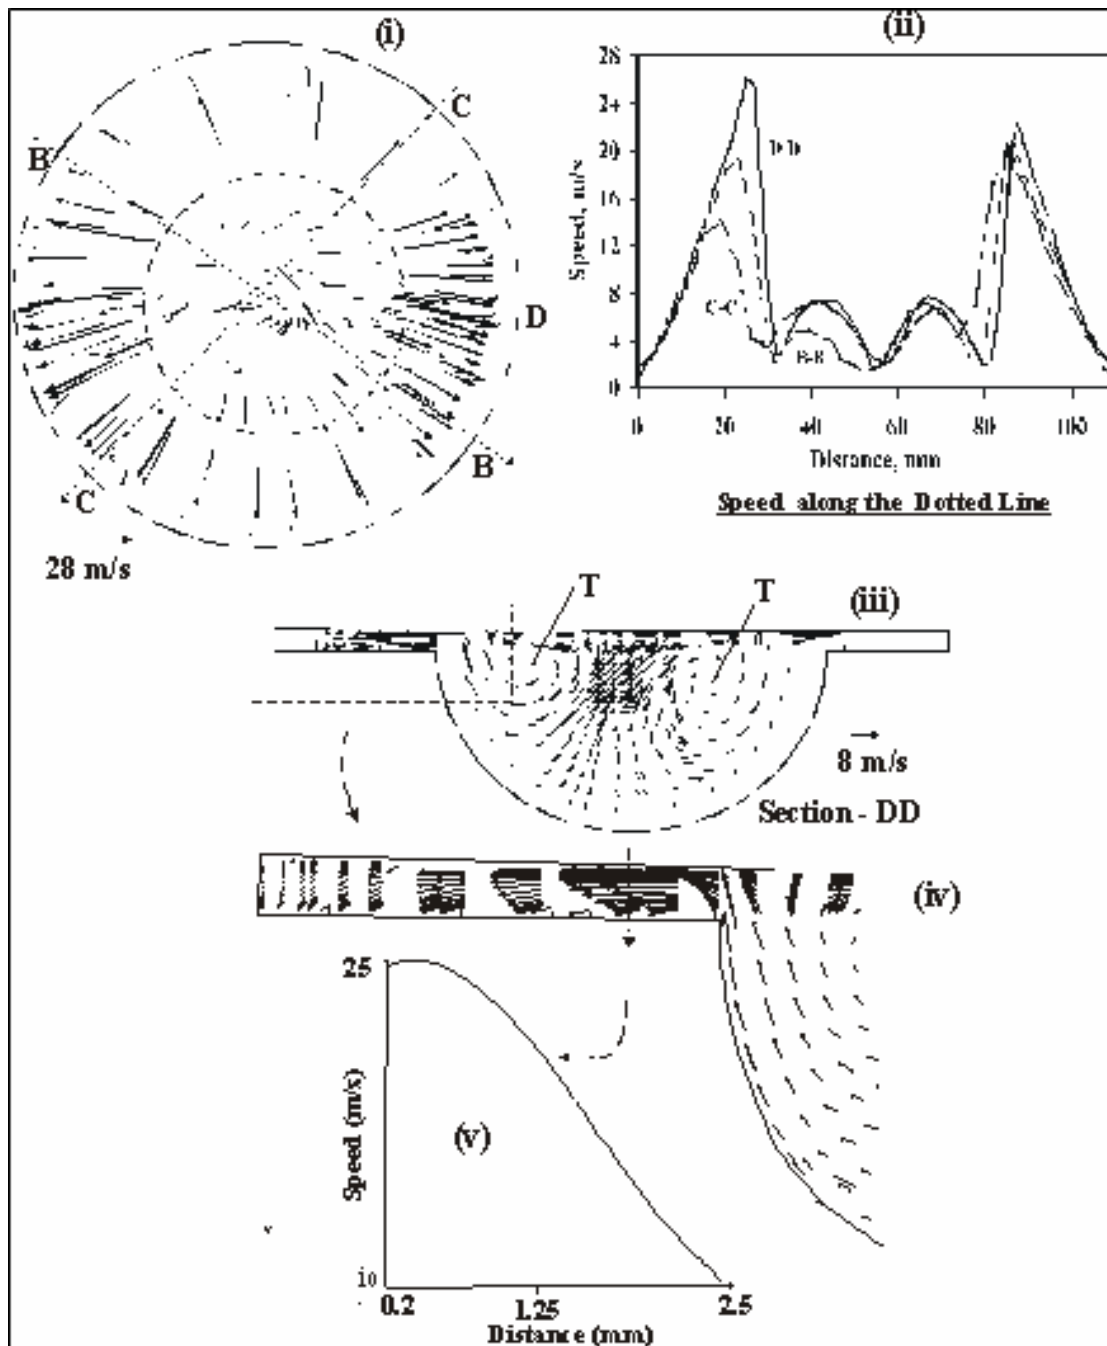 (i)
C
B
D
B
C
28 m/s
(ii)
28
24
20
16
12
8
4
0
Speed, m/s
D-D
C-C
B-B
0 20 40 60 80 100
Distance, mm
Speed along the Dotted Line
T T (iii)
8 m/s
Section - DD
(iv)
25
Speed (m/s)
(v)
10
0.2 1.25 2.5
Distance (mm)